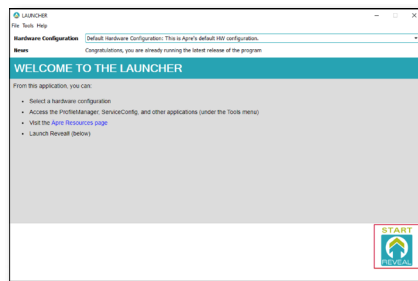 LAUNCHER
File Tools Help
Hardware Configuration Default Hardware Configuration: This is Apre's default HW configuration.
News Congratulations, you are already running the latest release of the program
WELCOME TO THE LAUNCHER
From this application, you can:
• Select a hardware configuration
• Access the ProfileManager, ServiceConfig, and other applications (under the Tools menu)
• Visit the Apre Resources page
• Launch Reveal! (below)
START
REVEAL